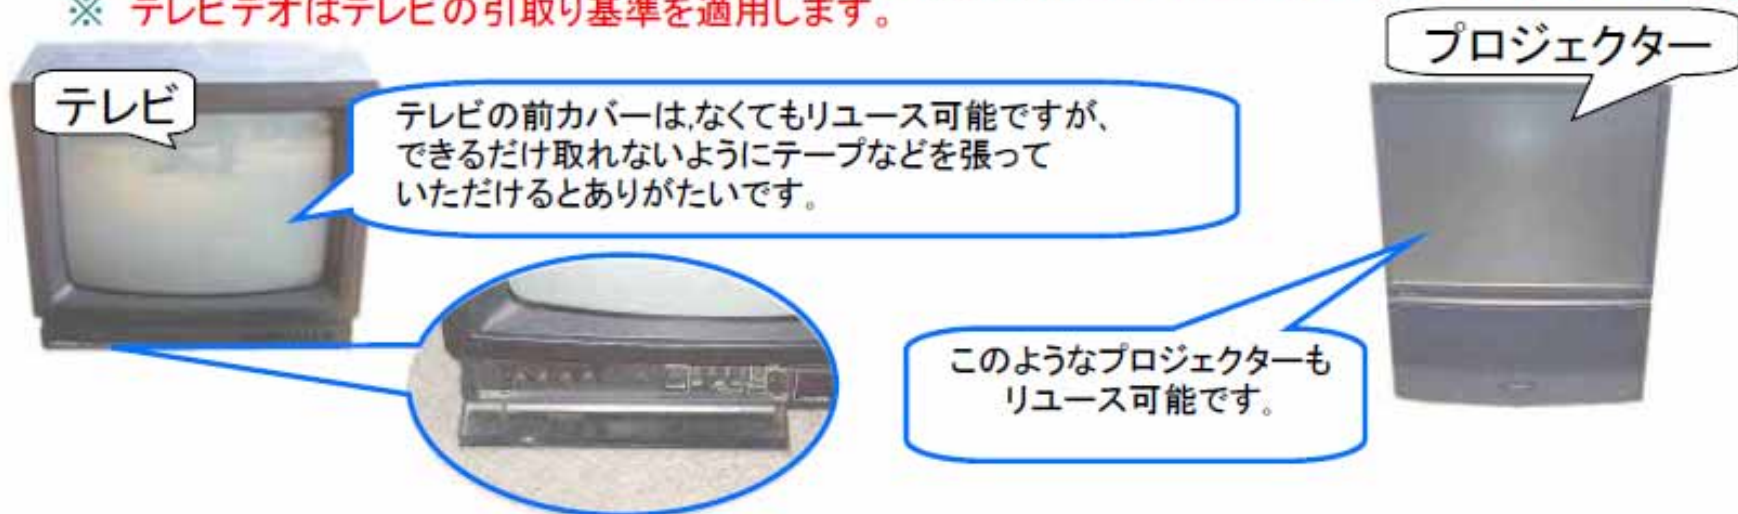 ※ テレビデオはテレビの引取り基準を適用します。
テレビ
プロジェクター
テレビの前カバーは,なくてもリユース可能ですが、
できるだけ取れないようにテープなどを張って
いただけるとありがたいです。
このようなプロジェクターも
リユース可能です。